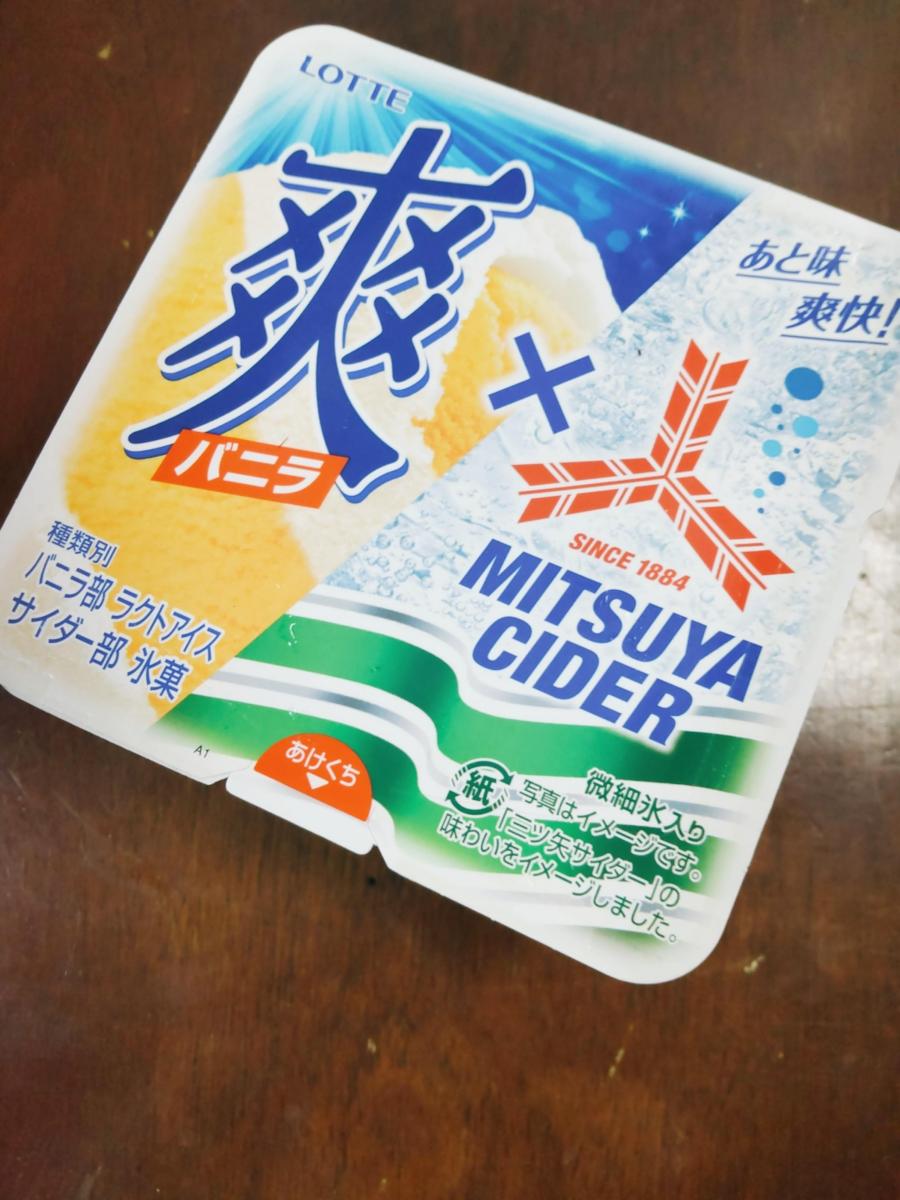 LOTTE
爽
バニラ
×
あと味
爽快!
SINCE 1884
MITSUYA
CIDER
種類別
バニラ部 ラクトアイス
サイダー部 氷菓
A1
あけくち
紙
微細氷入り
写真はイメージです。
「三ツ矢サイダー」の
味わいをイメージしました。